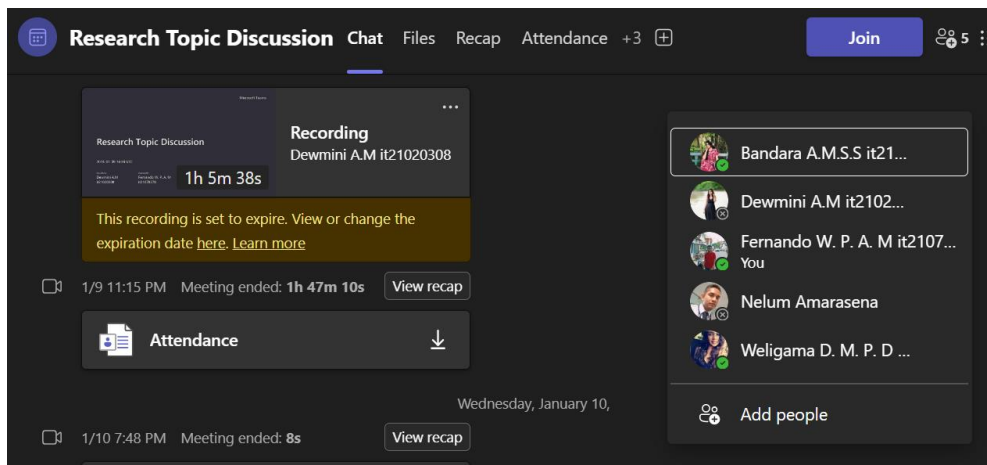 Research Topic Discussion Chat Files Recap Attendance +3 Join 5
Research Topic Discussion
1h 5m 38s
Recording
Dewmini A.M it21020308
This recording is set to expire. View or change the
expiration date here. Learn more
1/9 11:15 PM Meeting ended: 1h 47m 10s View recap
Attendance
Wednesday, January 10,
1/10 7:48 PM Meeting ended: 8s View recap
Bandara A.M.S.S it21...
Dewmini A.M it2102...
Fernando W. P. A. M it2107...
You
Nelum Amarasena
Weligama D. M. P. D ...
Add people